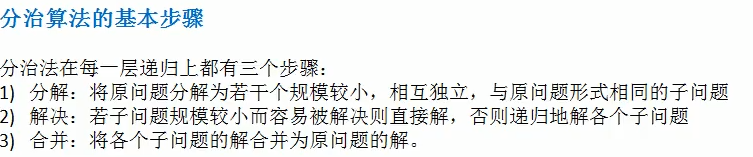 分治算法的基本步骤
分治法在每一层递归上都有三个步骤：
1) 分解：将原问题分解为若干个规模较小，相互独立，与原问题形式相同的子问题
2) 解决：若子问题规模较小而容易被解决则直接解，否则递归地解各个子问题
3) 合并：将各个子问题的解合并为原问题的解。